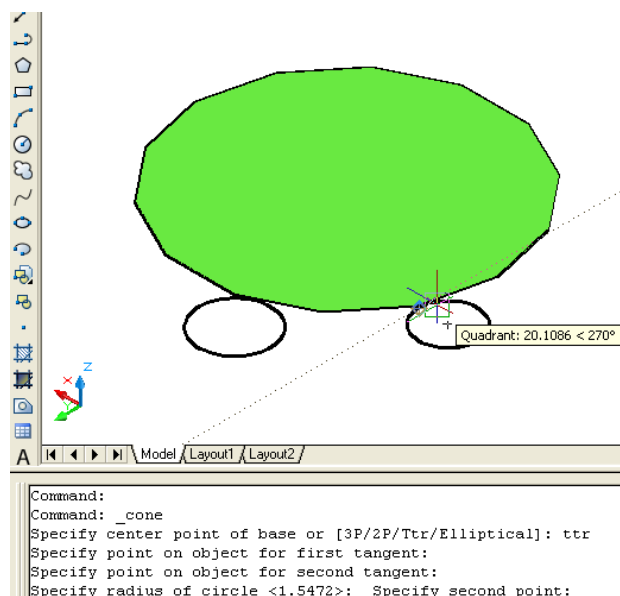 Quadrant: 20.1086 < 270°
X
Y
Z
A
Model Layout1 Layout2
Command:
Command: _cone
Specify center point of base or [3P/2P/Ttr/Elliptical]: ttr
Specify point on object for first tangent:
Specify point on object for second tangent:
Specify radius of circle <1.5472>: Specify second point: